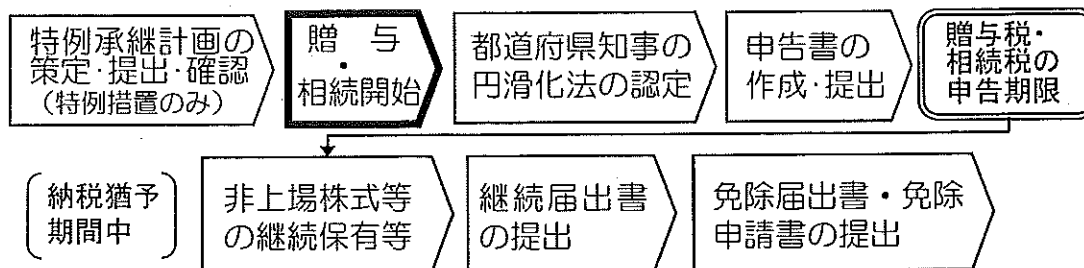 特例承継計画の
策定・提出・確認
(特例措置のみ)
贈与
・
相続開始
都道府県知事の
円滑化法の認定
申告書の
作成・提出
贈与税・
相続税の
申告期限
納税猶予
期間中
非上場株式等
の継続保有等
継続届出書
の提出
免除届出書・免除
申請書の提出